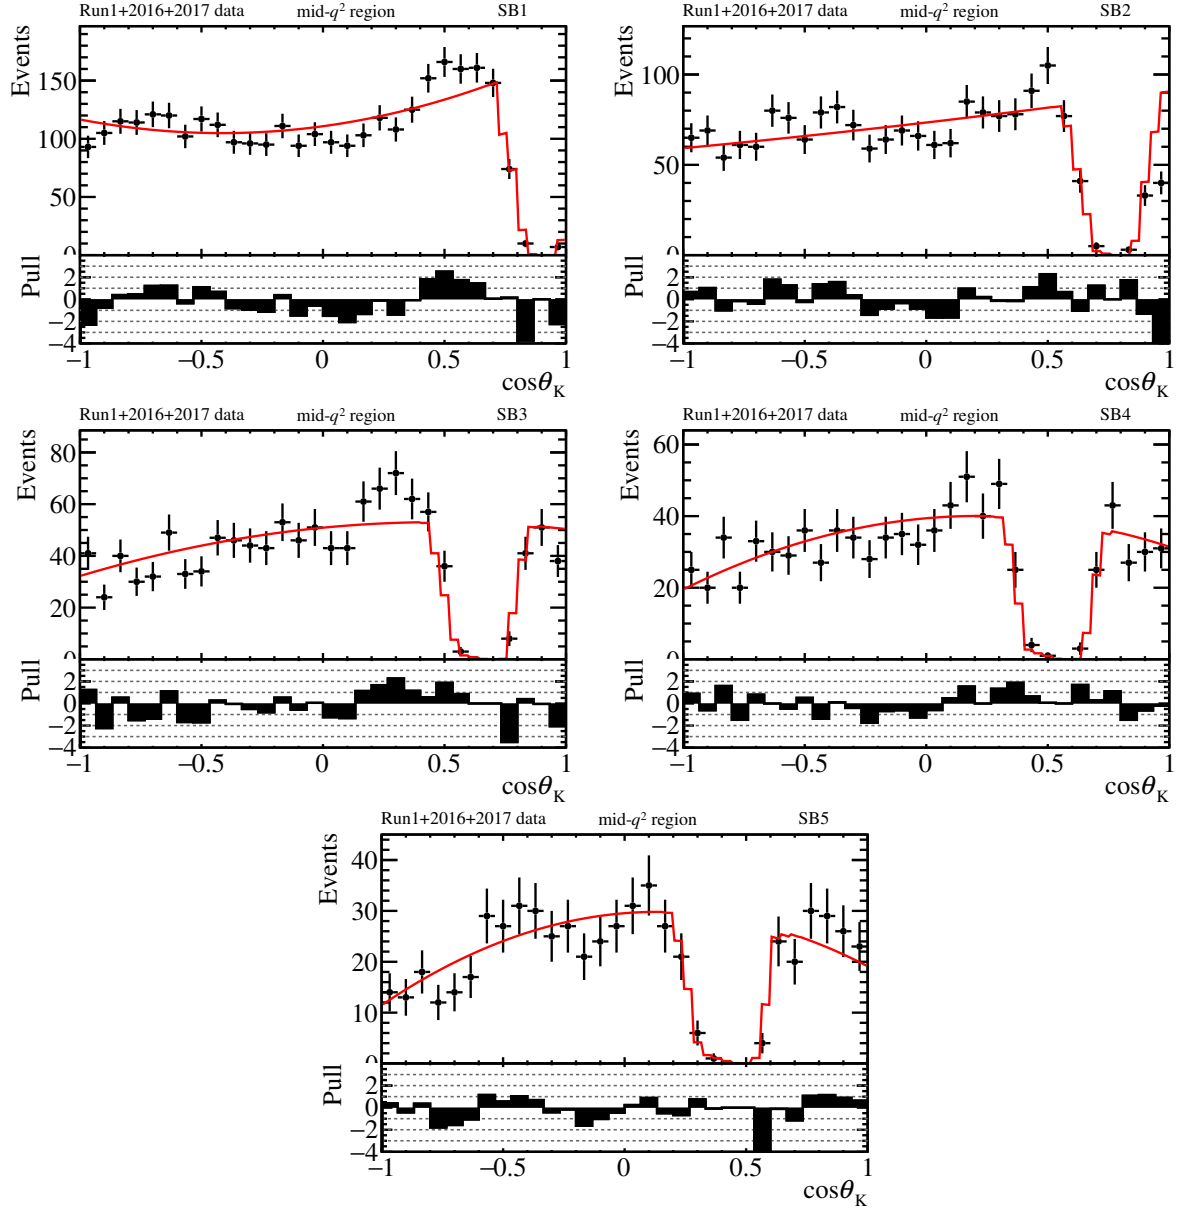 Run1+2016+2017 data mid-q² region SB1
Events
150
100
50
0
Pull
2
0
−2
−4
−1 −0.5 0 0.5 1
cosθK
Run1+2016+2017 data mid-q² region SB2
Events
100
50
0
Pull
2
0
−2
−4
−1 −0.5 0 0.5 1
cosθK
Run1+2016+2017 data mid-q² region SB3
Events
80
60
40
20
0
Pull
2
0
−2
−4
−1 −0.5 0 0.5 1
cosθK
Run1+2016+2017 data mid-q² region SB4
Events
60
40
20
0
Pull
2
0
−2
−4
−1 −0.5 0 0.5 1
cosθK
Run1+2016+2017 data mid-q² region SB5
Events
40
30
20
10
0
Pull
2
0
−2
−4
−1 −0.5 0 0.5 1
cosθK